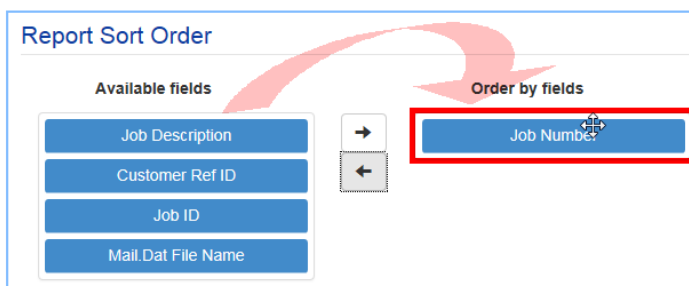 Report Sort Order
Available fields
Order by fields
Job Description
Job Number
Customer Ref ID
Job ID
Mail.Dat File Name